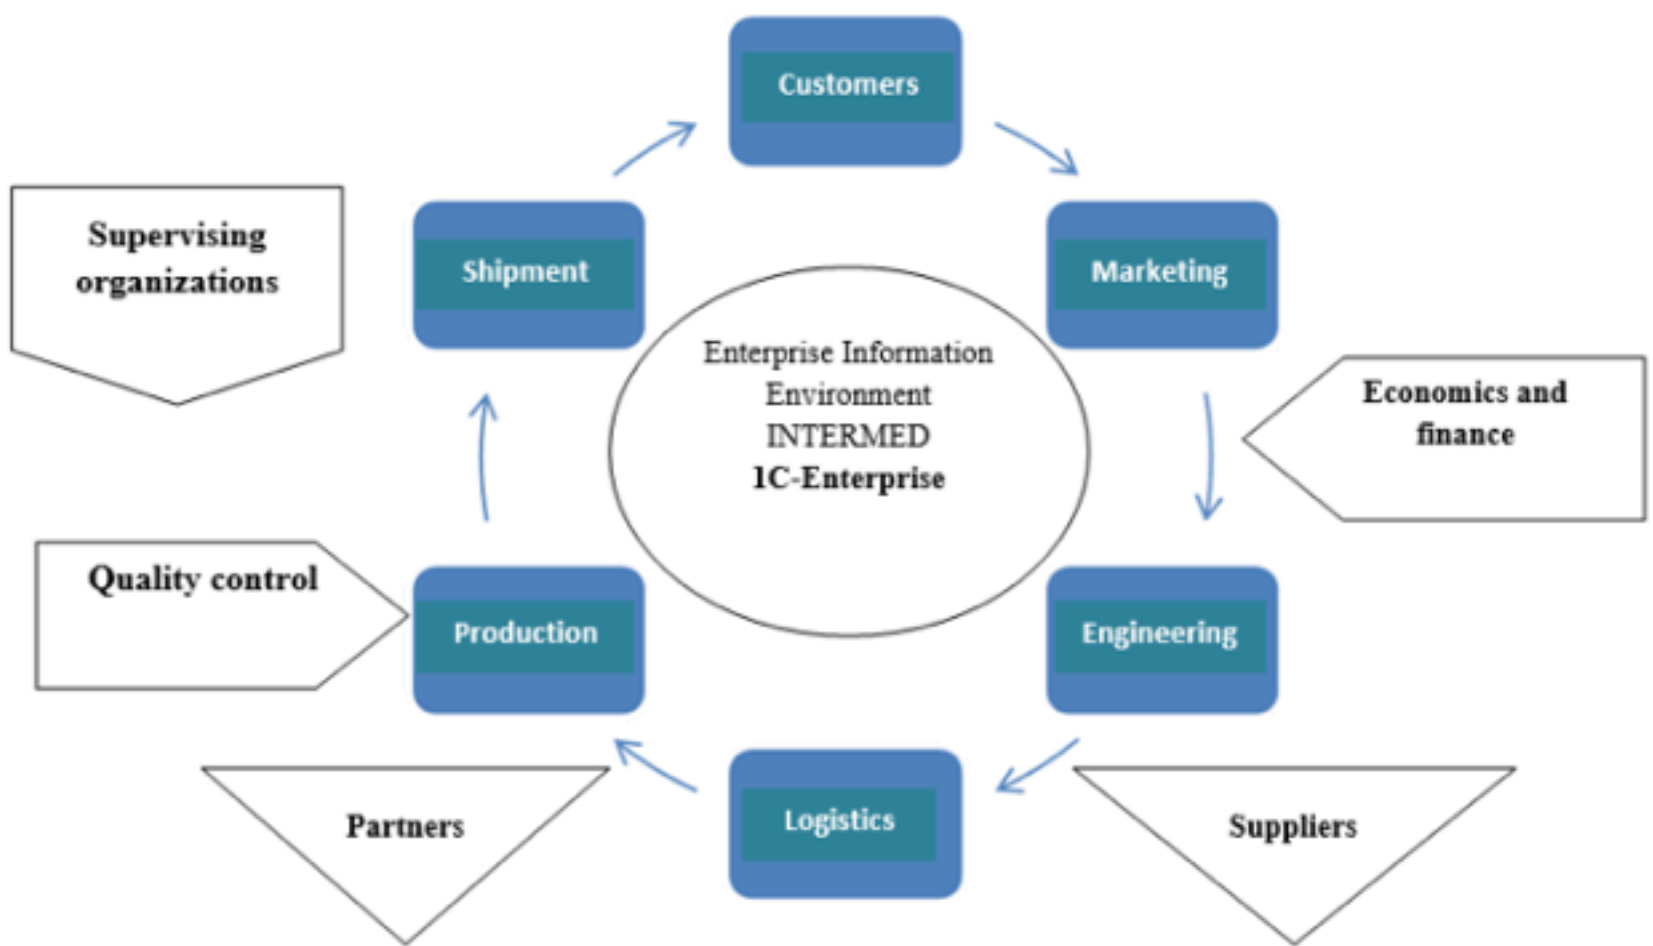 Customers
Supervising
organizations
Shipment
Marketing
Enterprise Information
Environment
INTERMED
1C-Enterprise
Economics and
finance
Quality control
Production
Engineering
Partners
Logistics
Suppliers